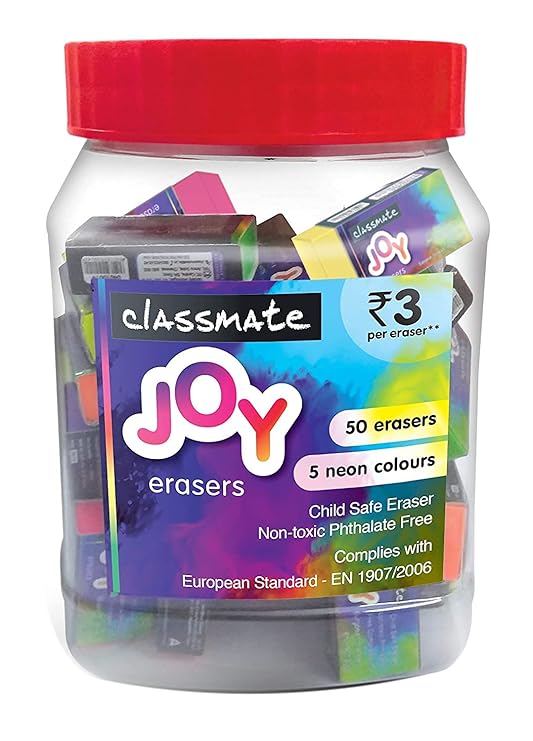 classmate
JOY
erasers
classmate
JOY
erasers
₹3
per eraser**
50 erasers
5 neon colours
Child Safe Eraser
Non-toxic Phthalate Free
Complies with
European Standard - EN 1907/2006